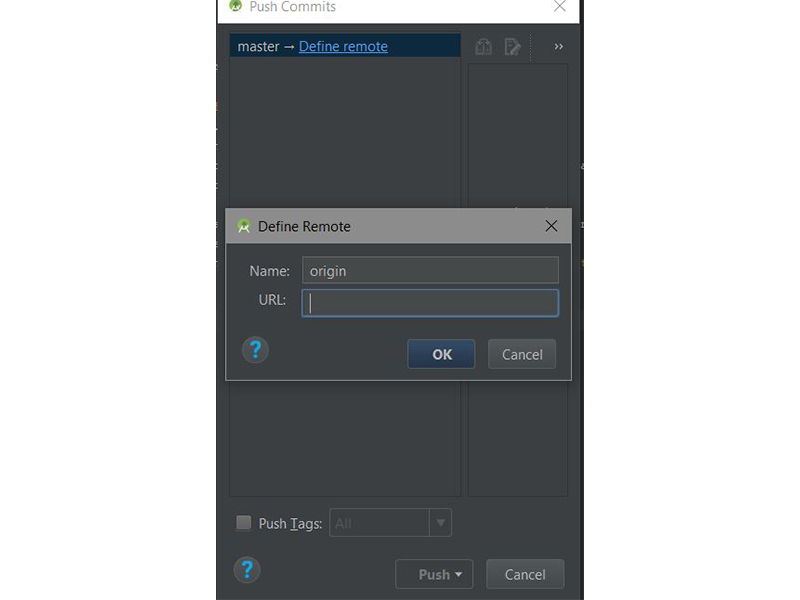 Push Commits
master → Define remote
Define Remote
Name: origin
URL:
?
OK Cancel
Push Tags: All
?
Push Cancel